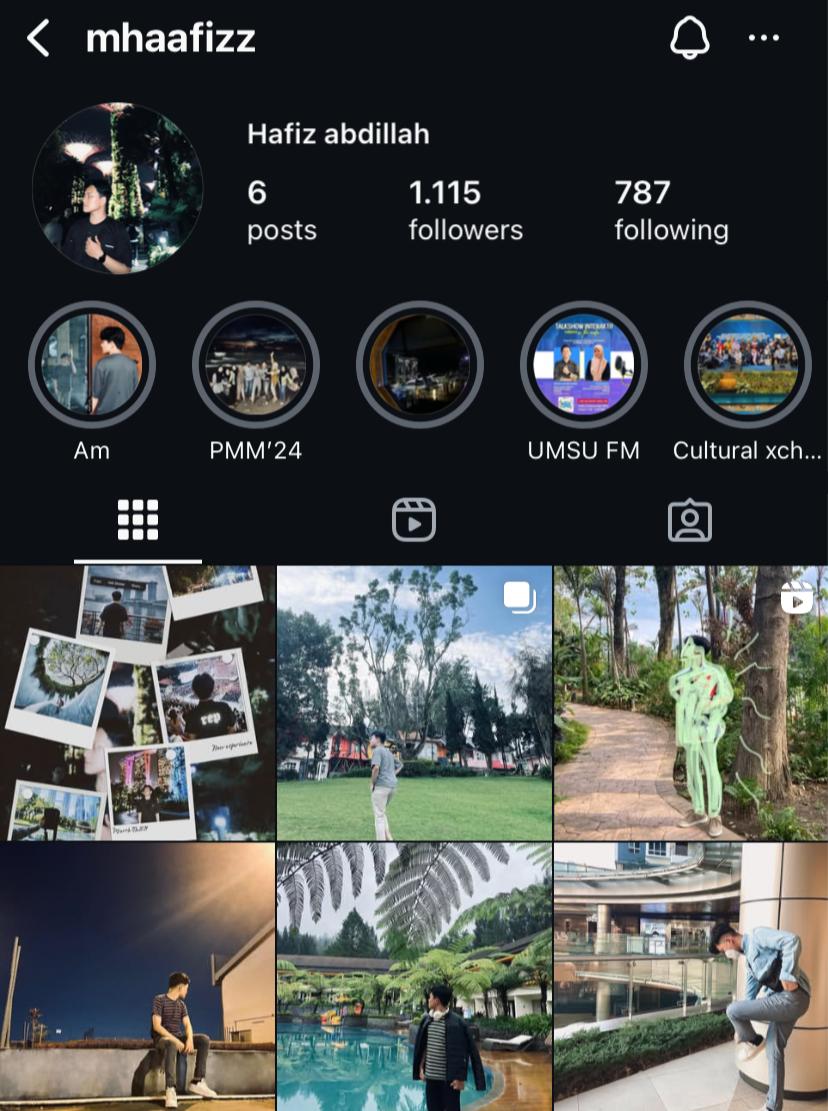 mhaafizz
Hafiz abdillah
6
1.115
787
posts
followers
following
TALKSHOW INTERAKTIF
Am
PMM'24
UMSU FM
Cultural xch...
New experience